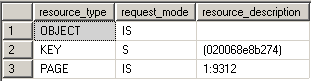 resource_type request_mode resource_description
1 OBJECT IS
2 KEY S (020068e8b274)
3 PAGE IS 1:9312